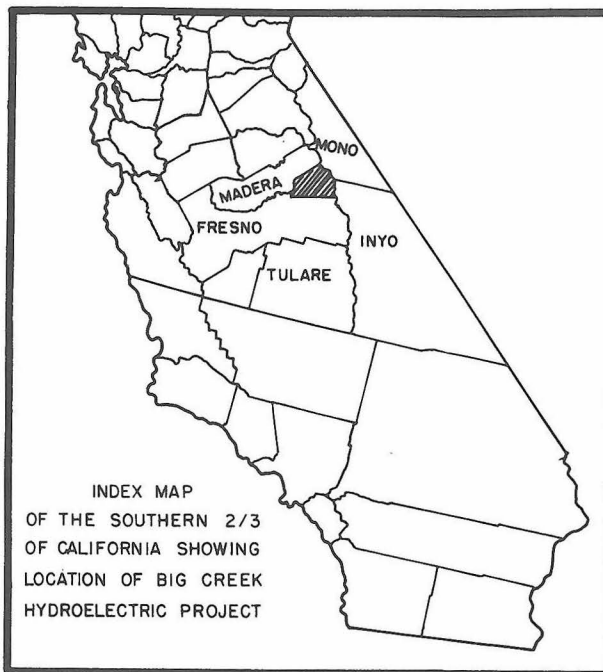 MONO
MADERA
FRESNO
INYO
TULARE
INDEX MAP
OF THE SOUTHERN 2/3
OF CALIFORNIA SHOWING
LOCATION OF BIG CREEK
HYDROELECTRIC PROJECT